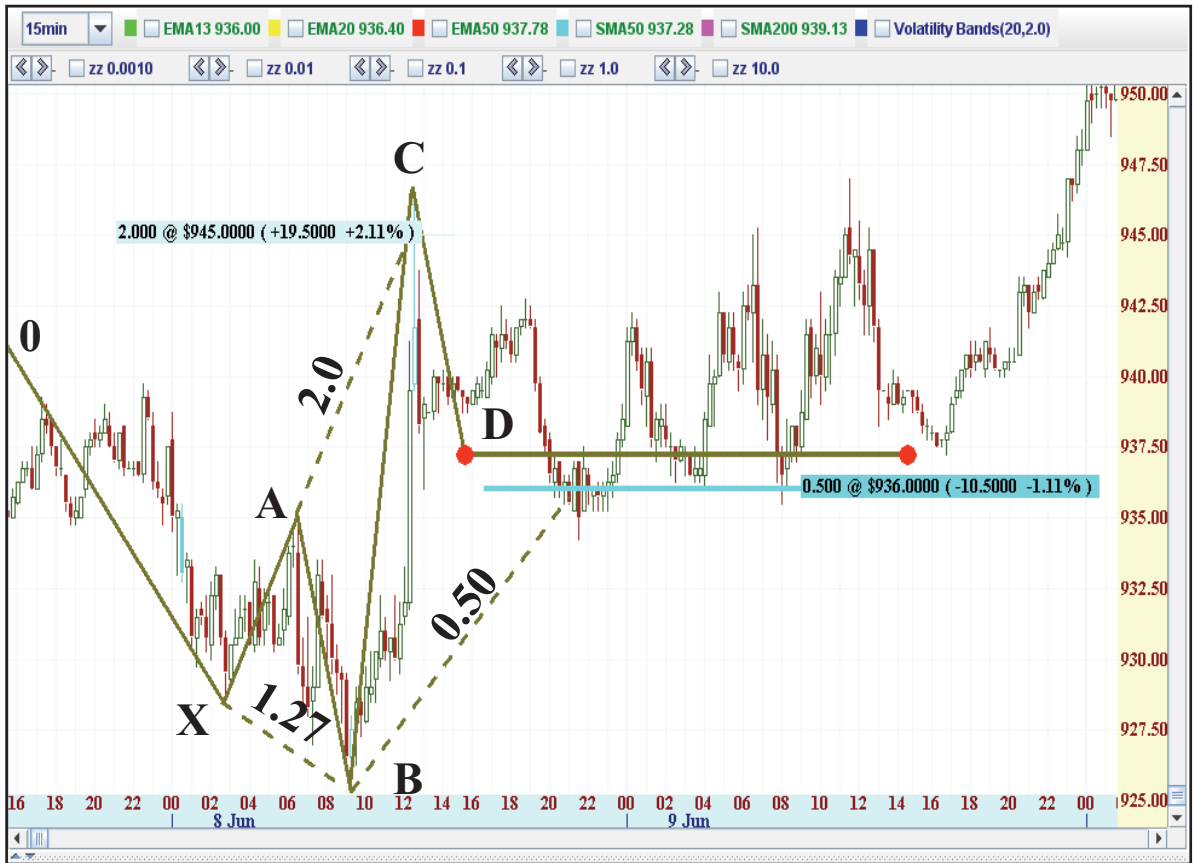 15min EMA13 936.00 EMA20 936.40 EMA50 937.78 SMA50 937.28 SMA200 939.13 Volatility Bands(20,2.0)
zz 0.0010 zz 0.01 zz 0.1 zz 1.0 zz 10.0
950.00
C
947.50
2.000 @ $945.0000 ( +19.5000 +2.11% )
945.00
942.50
0
2.0
940.00
D
937.50
0.500 @ $936.0000 ( -10.5000 -1.11% )
A
935.00
932.50
0.50
930.00
X
1.27
927.50
B
925.00
16 18 20 22 00 02 04 06 08 10 12 14 16 18 20 22 00 02 04 06 08 10 12 14 16 18 20 22 00
8 Jun 9 Jun